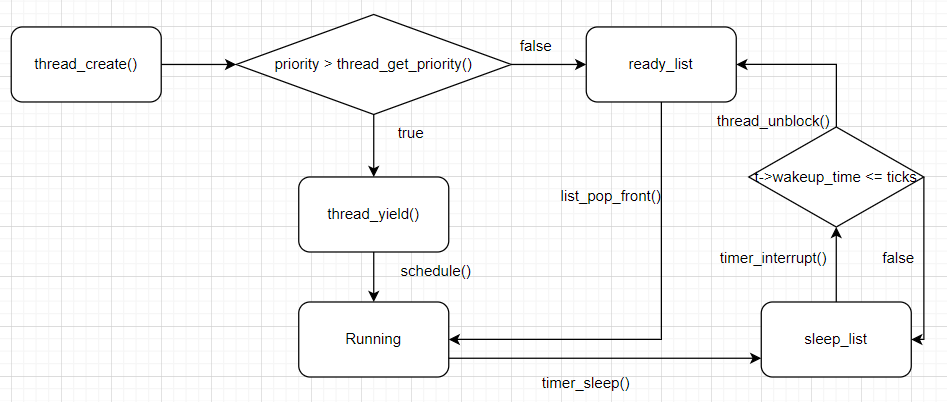 thread_create()
priority > thread_get_priority()
false
ready_list
true
thread_unblock()
t->wakeup_time <= ticks
list_pop_front()
thread_yield()
schedule()
timer_interrupt()
false
Running
sleep_list
timer_sleep()